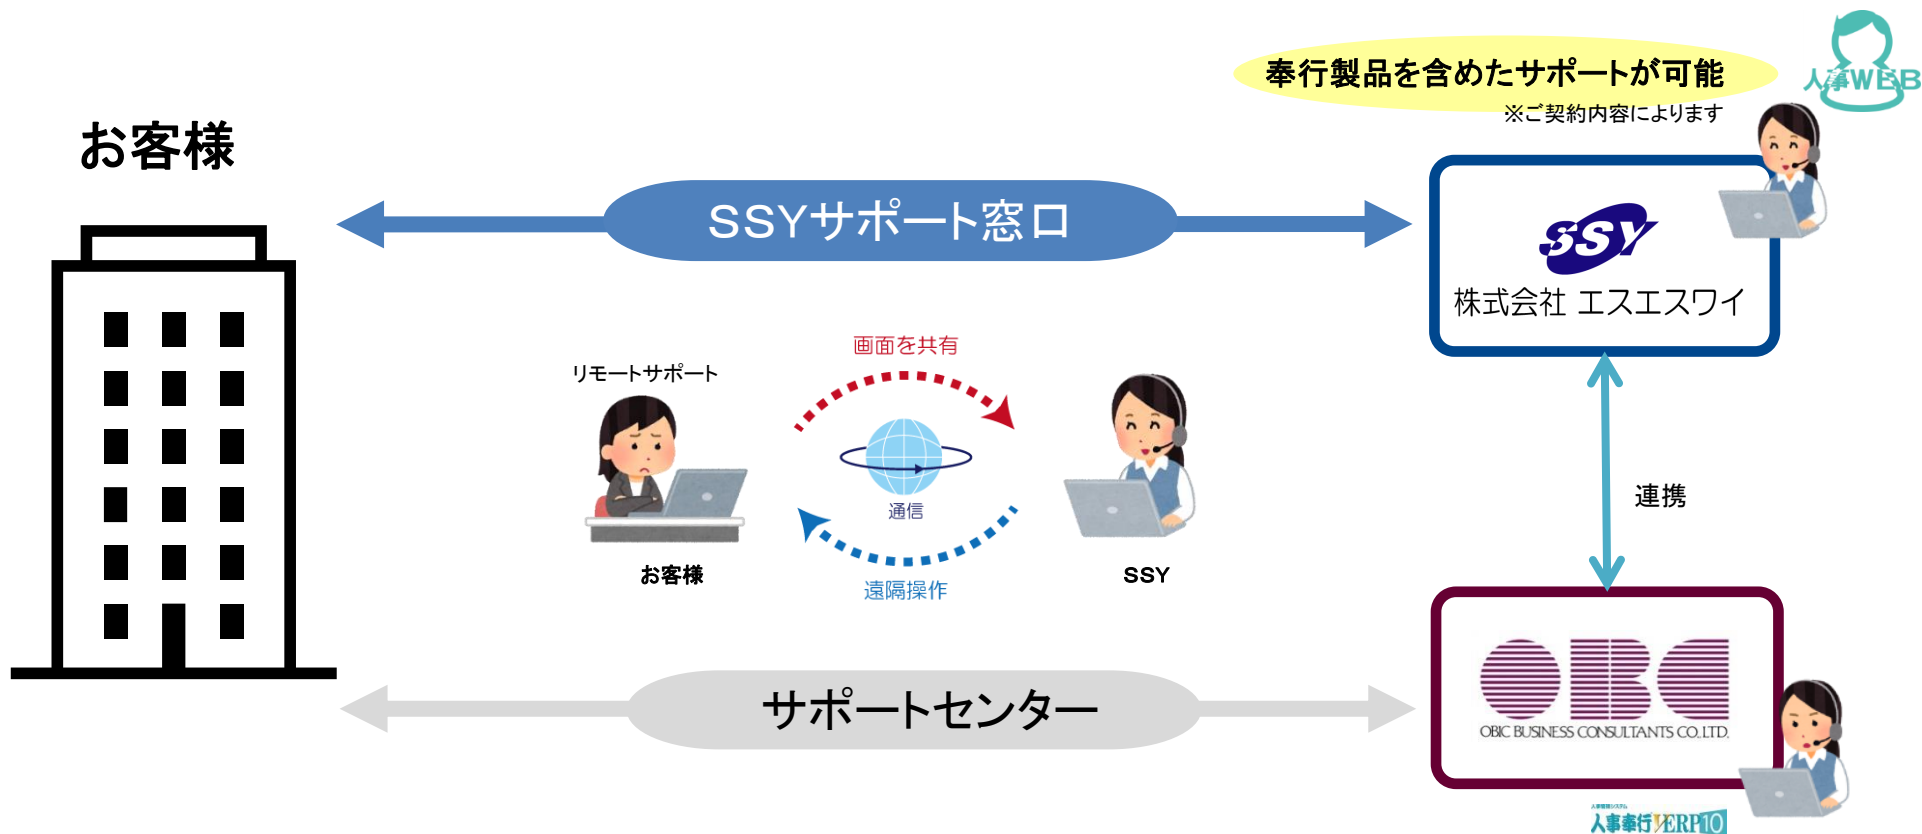 奉行製品を含めたサポートが可能
※ご契約内容によります
人事WEB
お客様
SSYサポート窓口
SSY
株式会社 エスエスワイ
画面を共有
リモートサポート
通信
お客様
遠隔操作
SSY
連携
サポートセンター
OBC
OBIC BUSINESS CONSULTANTS CO.,LTD.
人事奉行 VERP10